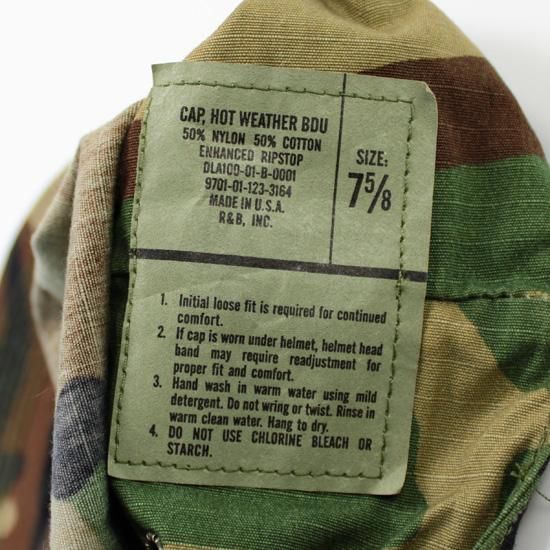 CAP, HOT WEATHER BDU
50% NYLON 50% COTTON
ENHANCED RIPSTOP
DLA100-01-B-0001
9701-01-123-3164
MADE IN U.S.A.
R&B, INC.
SIZE:
7 5/8
1. Initial loose fit is required for continued
comfort.
2. If cap is worn under helmet, helmet head
band may require readjustment for
proper fit and comfort.
3. Hand wash in warm water using mild
detergent. Do not wring or twist. Rinse in
warm clean water. Hang to dry.
4. DO NOT USE CHLORINE BLEACH OR
STARCH.